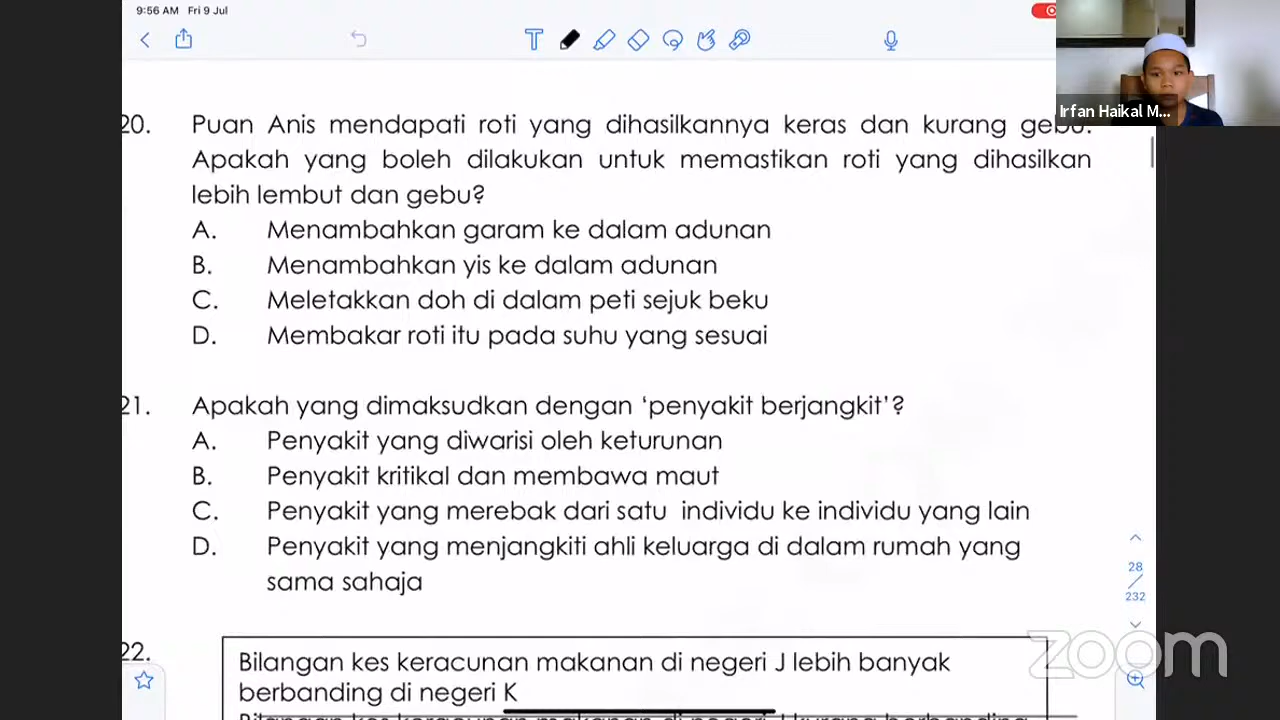 9:56 AM Fri 9 Jul
Irfan Haikal M...
20. Puan Anis mendapati roti yang dihasilkannya keras dan kurang gebu.
Apakah yang boleh dilakukan untuk memastikan roti yang dihasilkan
lebih lembut dan gebu?
A. Menambahkan garam ke dalam adunan
B. Menambahkan yis ke dalam adunan
C. Meletakkan doh di dalam peti sejuk beku
D. Membakar roti itu pada suhu yang sesuai
21. Apakah yang dimaksudkan dengan ‘penyakit berjangkit’?
A. Penyakit yang diwarisi oleh keturunan
B. Penyakit kritikal dan membawa maut
C. Penyakit yang merebak dari satu individu ke individu yang lain
D. Penyakit yang menjangkiti ahli keluarga di dalam rumah yang
sama sahaja
28
232
22. Bilangan kes keracunan makanan di negeri J lebih banyak
berbanding di negeri K
zoom